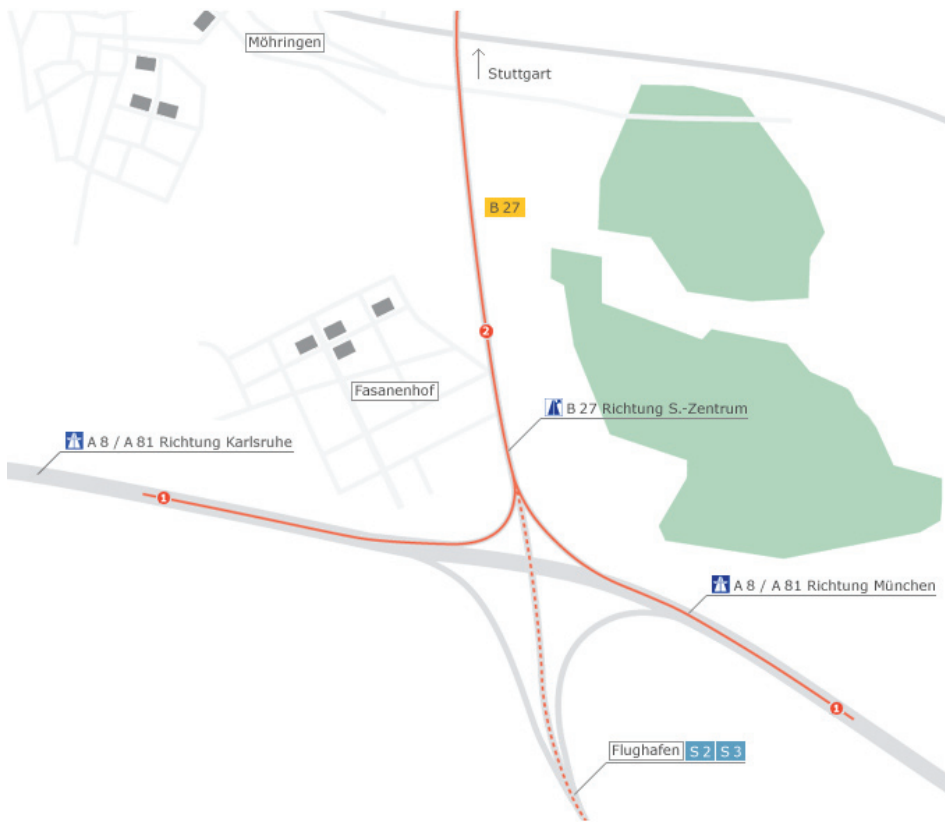 Möhringen
Stuttgart
B 27
2
Fasanenhof
B 27 Richtung S.-Zentrum
A 8 / A 81 Richtung Karlsruhe
1
A 8 / A 81 Richtung München
1
Flughafen S 2 S 3